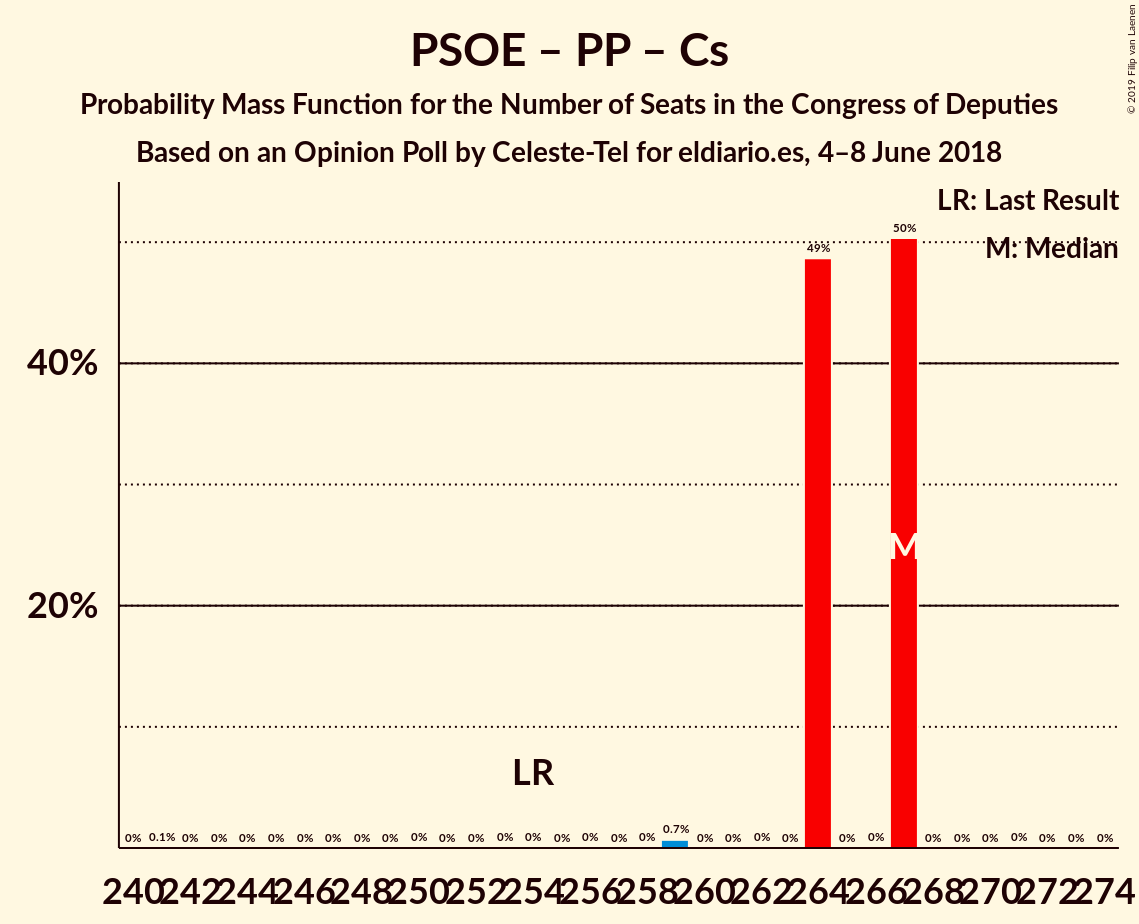 PSOE – PP – Cs
Probability Mass Function for the Number of Seats in the Congress of Deputies
Based on an Opinion Poll by Celeste-Tel for eldiario.es, 4–8 June 2018
© 2019 Filip van Laenen
LR: Last Result
M: Median
40%
20%
LR
M
0% 0.1% 0% 0% 0% 0% 0% 0% 0% 0% 0% 0% 0% 0% 0% 0% 0% 0% 0% 0.7% 0% 0% 0% 0% 49% 0% 0% 50% 0% 0% 0% 0% 0% 0% 0%
240 242 244 246 248 250 252 254 256 258 260 262 264 266 268 270 272 274